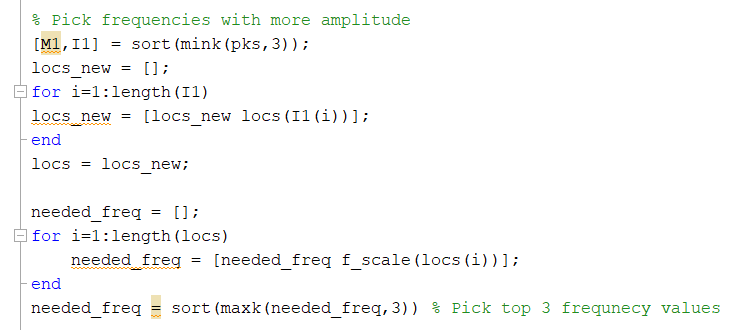 % Pick frequencies with more amplitude
[M1,I1] = sort(mink(pks,3));
locs_new = [];
for i=1:length(I1)
locs_new = [locs_new locs(I1(i))];
end
locs = locs_new;
needed_freq = [];
for i=1:length(locs)
needed_freq = [needed_freq f_scale(locs(i))];
end
needed_freq = sort(maxk(needed_freq,3)) % Pick top 3 frequnecy values